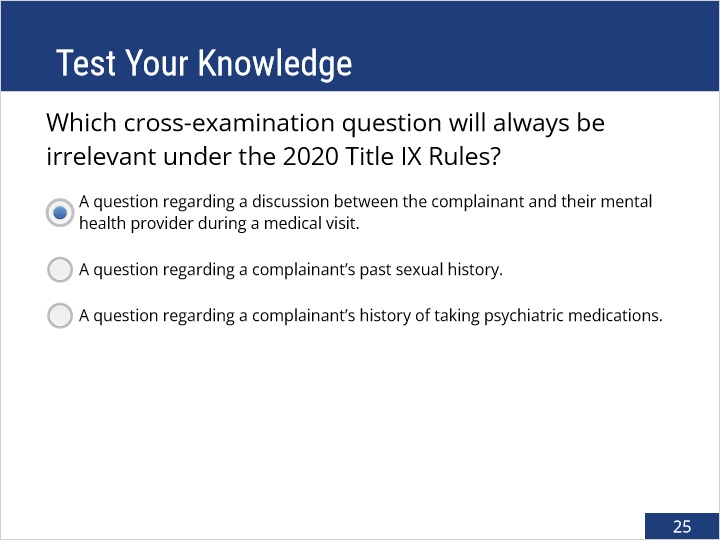 Test Your Knowledge
Which cross-examination question will always be
irrelevant under the 2020 Title IX Rules?
A question regarding a discussion between the complainant and their mental
health provider during a medical visit.
A question regarding a complainant’s past sexual history.
A question regarding a complainant’s history of taking psychiatric medications.
25